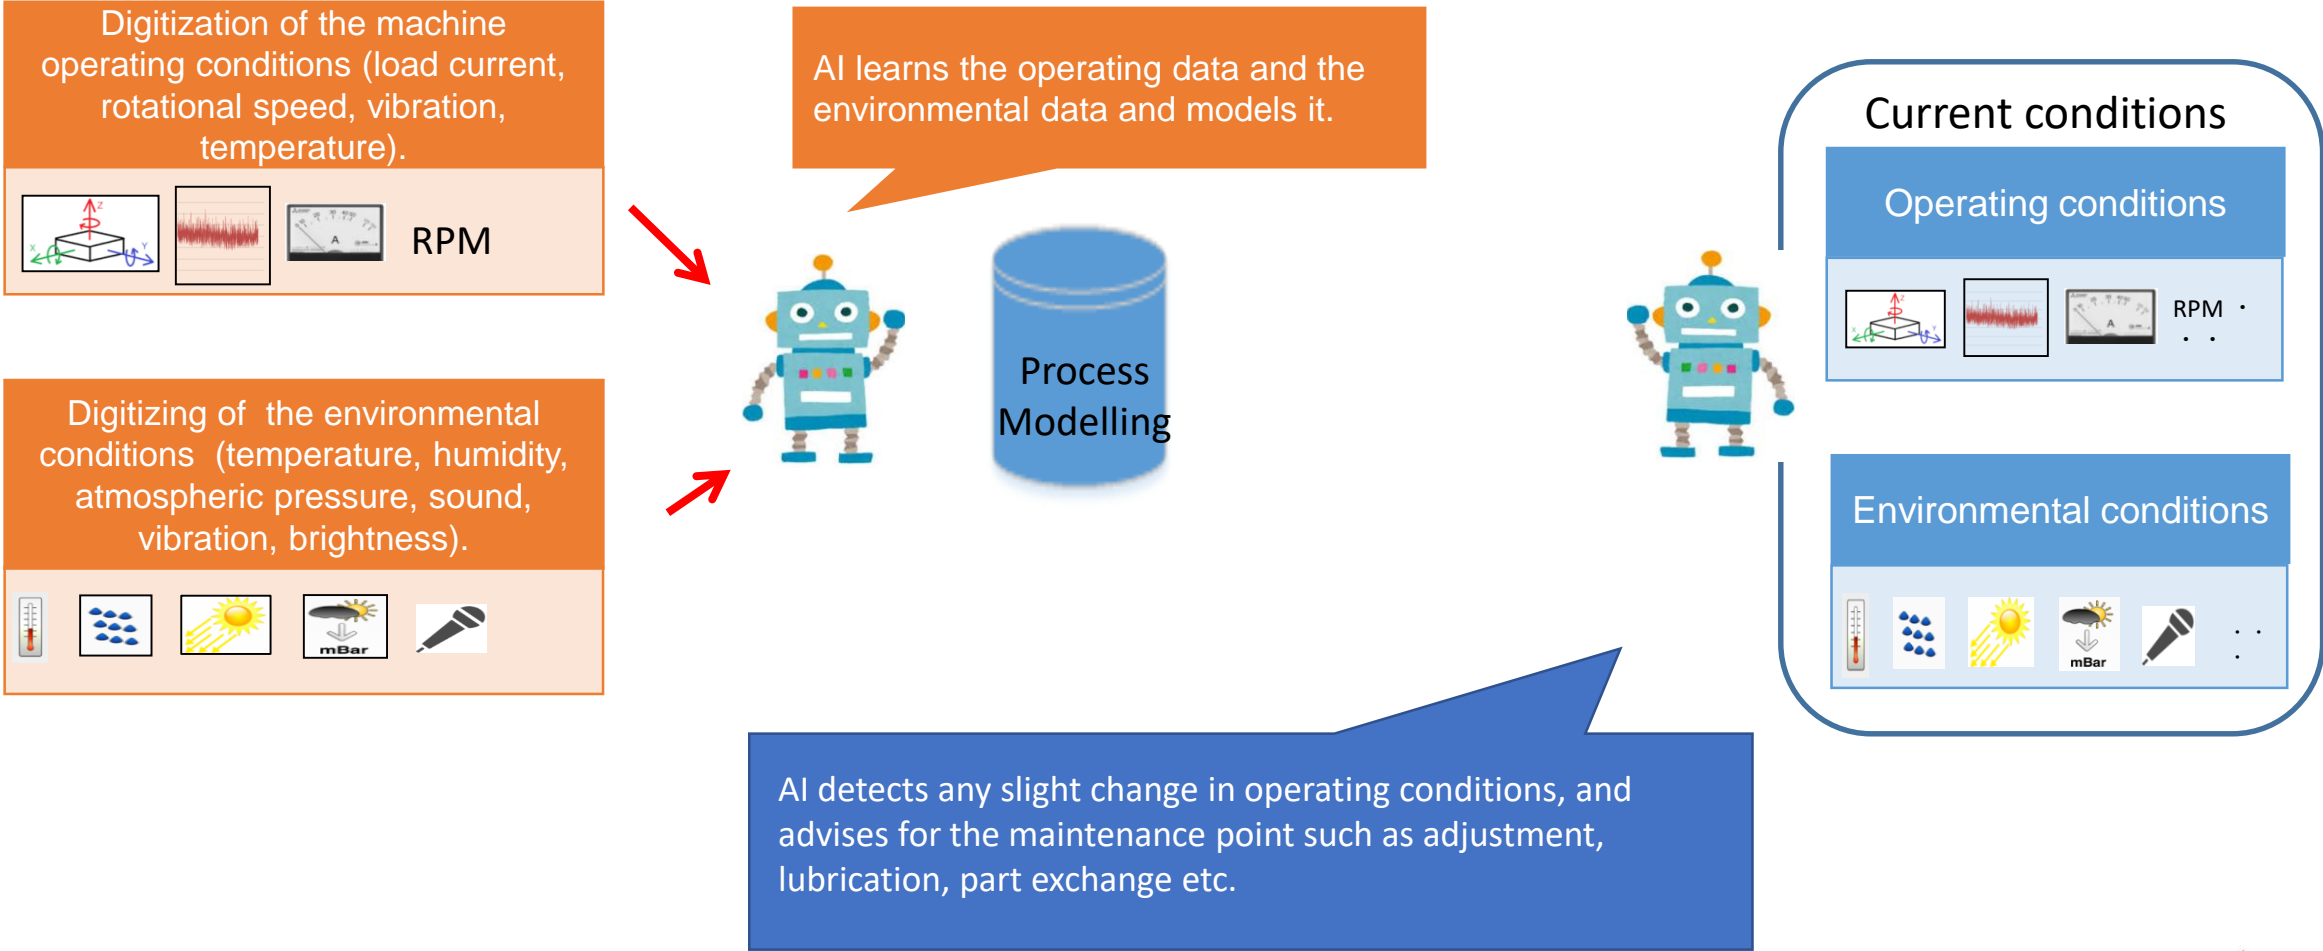 Digitization of the machine
operating conditions (load current,
rotational speed, vibration,
temperature).
RPM
Digitizing of  the environmental
conditions  (temperature, humidity,
atmospheric pressure, sound,
vibration, brightness).
mBar
AI learns the operating data and the
environmental data and models it.
Process
Modelling
AI detects any slight change in operating conditions, and
advises for the maintenance point such as adjustment,
lubrication, part exchange etc.
Current conditions
Operating conditions
Z
X
Y
A
RPM ・
・・
Environmental conditions
mBar
・・
・